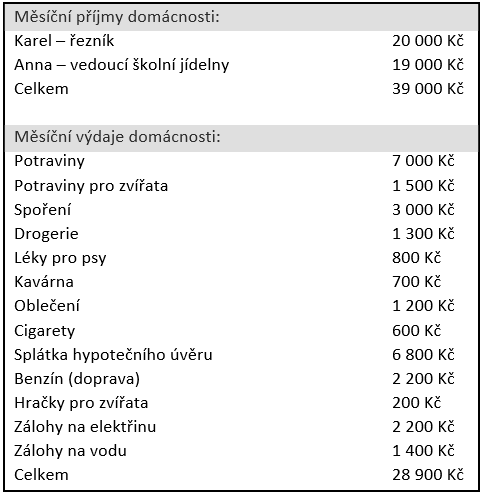 Měsíční příjmy domácnosti:
Karel – řezník 20 000 Kč
Anna – vedoucí školní jídelny 19 000 Kč
Celkem 39 000 Kč
Měsíční výdaje domácnosti:
Potraviny 7 000 Kč
Potraviny pro zvířata 1 500 Kč
Spoření 3 000 Kč
Drogerie 1 300 Kč
Léky pro psy 800 Kč
Kavárna 700 Kč
Oblečení 1 200 Kč
Cigarety 600 Kč
Splátka hypotečního úvěru 6 800 Kč
Benzín (doprava) 2 200 Kč
Hračky pro zvířata 200 Kč
Zálohy na elektřinu 2 200 Kč
Zálohy na vodu 1 400 Kč
Celkem 28 900 Kč